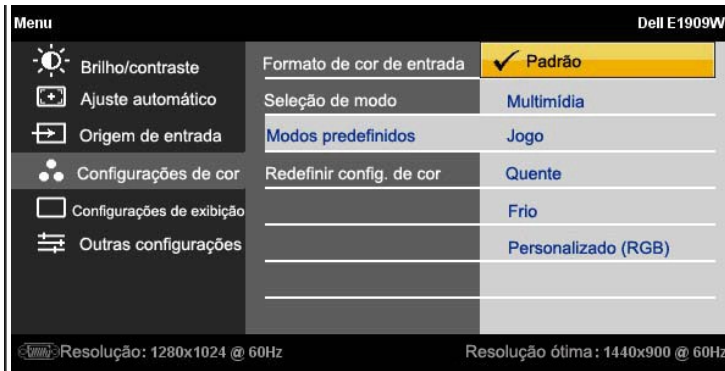 Menu
Dell E1909W
Brilho/contraste
Ajuste automático
Origem de entrada
Configurações de cor
Configurações de exibição
Outras configurações
Formato de cor de entrada
Seleção de modo
Modos predefinidos
Redefinir config. de cor
Padrão
Multimídia
Jogo
Quente
Frio
Personalizado (RGB)
Resolução: 1280x1024 @ 60Hz
Resolução ótima: 1440x900 @ 60Hz